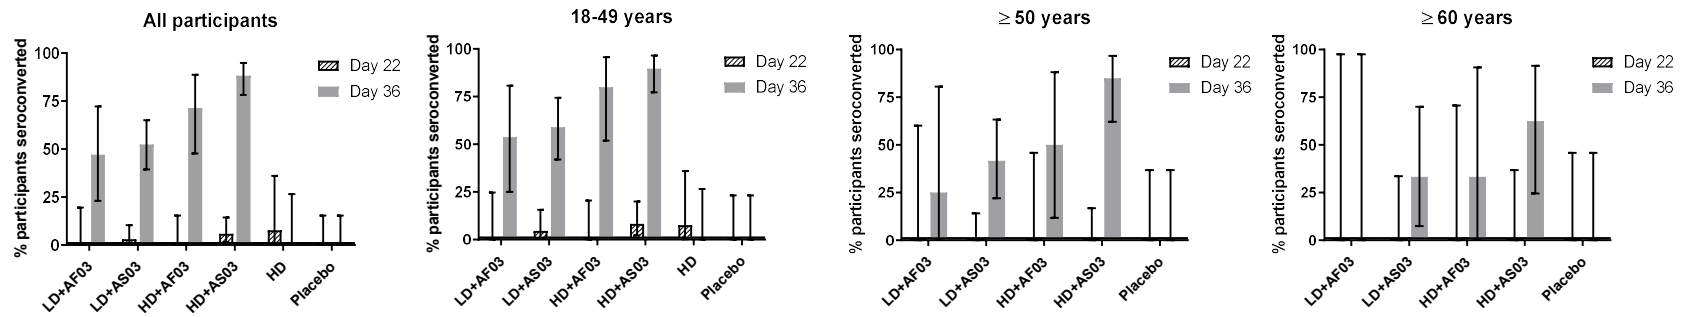 All participants
% participants seroconverted
100
75
50
25
0
Day 22
Day 36
LD+AF03
LD+AS03
HD+AF03
HD+AS03
HD
Placebo
18-49 years
% participants seroconverted
100
75
50
25
0
Day 22
Day 36
LD+AF03
LD+AS03
HD+AF03
HD+AS03
HD
Placebo
≥ 50 years
% participants seroconverted
100
75
50
25
0
Day 22
Day 36
LD+AF03
LD+AS03
HD+AF03
HD+AS03
Placebo
≥ 60 years
% participants seroconverted
100
75
50
25
0
Day 22
Day 36
LD+AF03
LD+AS03
HD+AF03
HD+AS03
Placebo